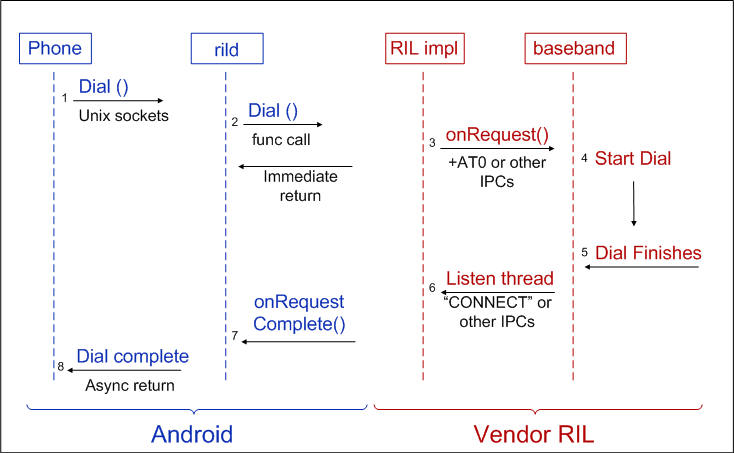 Phone
rild
RIL impl
baseband
1
Dial ()
Unix sockets
2
Dial ()
func call
Immediate
return
3
onRequest()
+AT0 or other
IPCs
4
Start Dial
5
Dial Finishes
6
Listen thread
“CONNECT” or
other IPCs
onRequest
Complete()
7
8
Dial complete
Async return
Android
Vendor RIL